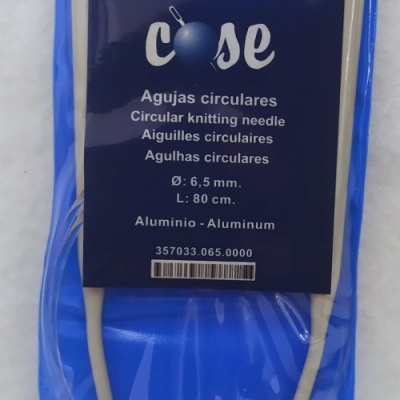 cose
Agujas circulares
Circular knitting needle
Aiguilles circulaires
Agulhas circulares
Ø: 6,5 mm.
L: 80 cm.
Aluminio - Aluminum
357033.065.0000